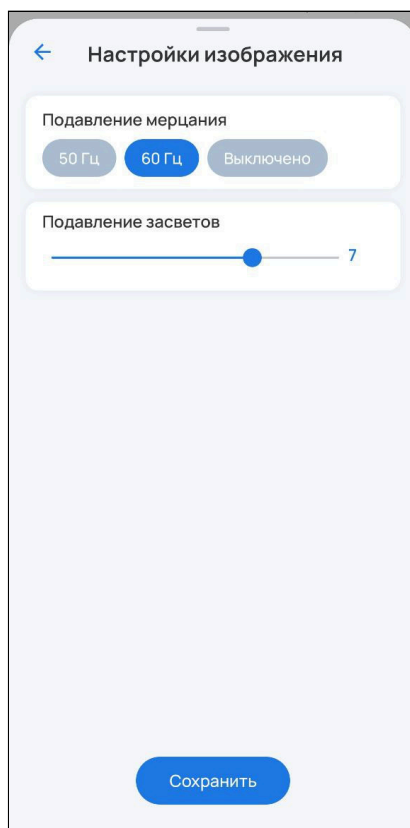 Настройки изображения
Подавление мерцания
50 Гц 60 Гц Выключено
Подавление засветов
7
Сохранить